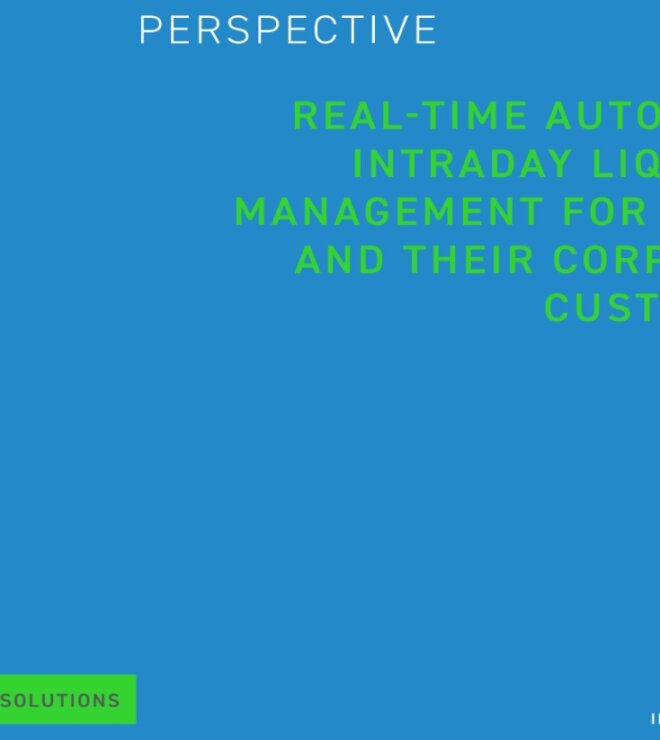 PERSPECTIVE
REAL-TIME AUTO
INTRADAY LIQ
MANAGEMENT FOR
AND THEIR CORP
CUST
SOLUTIONS